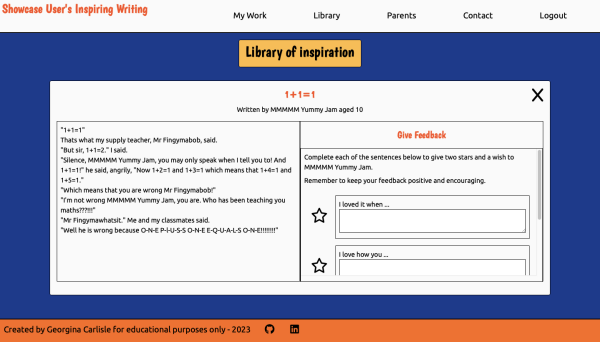 Showcase User's Inspiring Writing
My Work
Library
Parents
Contact
Logout
Library of inspiration
1+1=1
Written by MMMMM Yummy Jam aged 10
"1+1=1"
Thats what my supply teacher, Mr Fingymabob, said.
"But sir, 1+1=2." I said.
"Silence, MMMMM Yummy Jam, you may only speak when I tell you to! And
1+1=1!" he said, angrily, "Now 1+2=1 and 1+3=1 which means that 1+4=1 and
1+5=1."
"Which means that you are wrong Mr Fingymabob!"
"I'm not wrong MMMMM Yummy Jam, you are. Who has been teaching you
maths???!!!"
"Mr Fingymawhatsit." Me and my classmates said.
"Well he is wrong because O-N-E P-l-U-S-S O-N-E E-Q-U-A-L-S O-N-E!!!!!!!!"
Give Feedback
Complete each of the sentences below to give two stars and a wish to
MMMMM Yummy Jam.
Remember to keep your feedback positive and encouraging.
I loved it when ...
I love how you ...
Created by Georgina Carlisle for educational purposes only - 2023